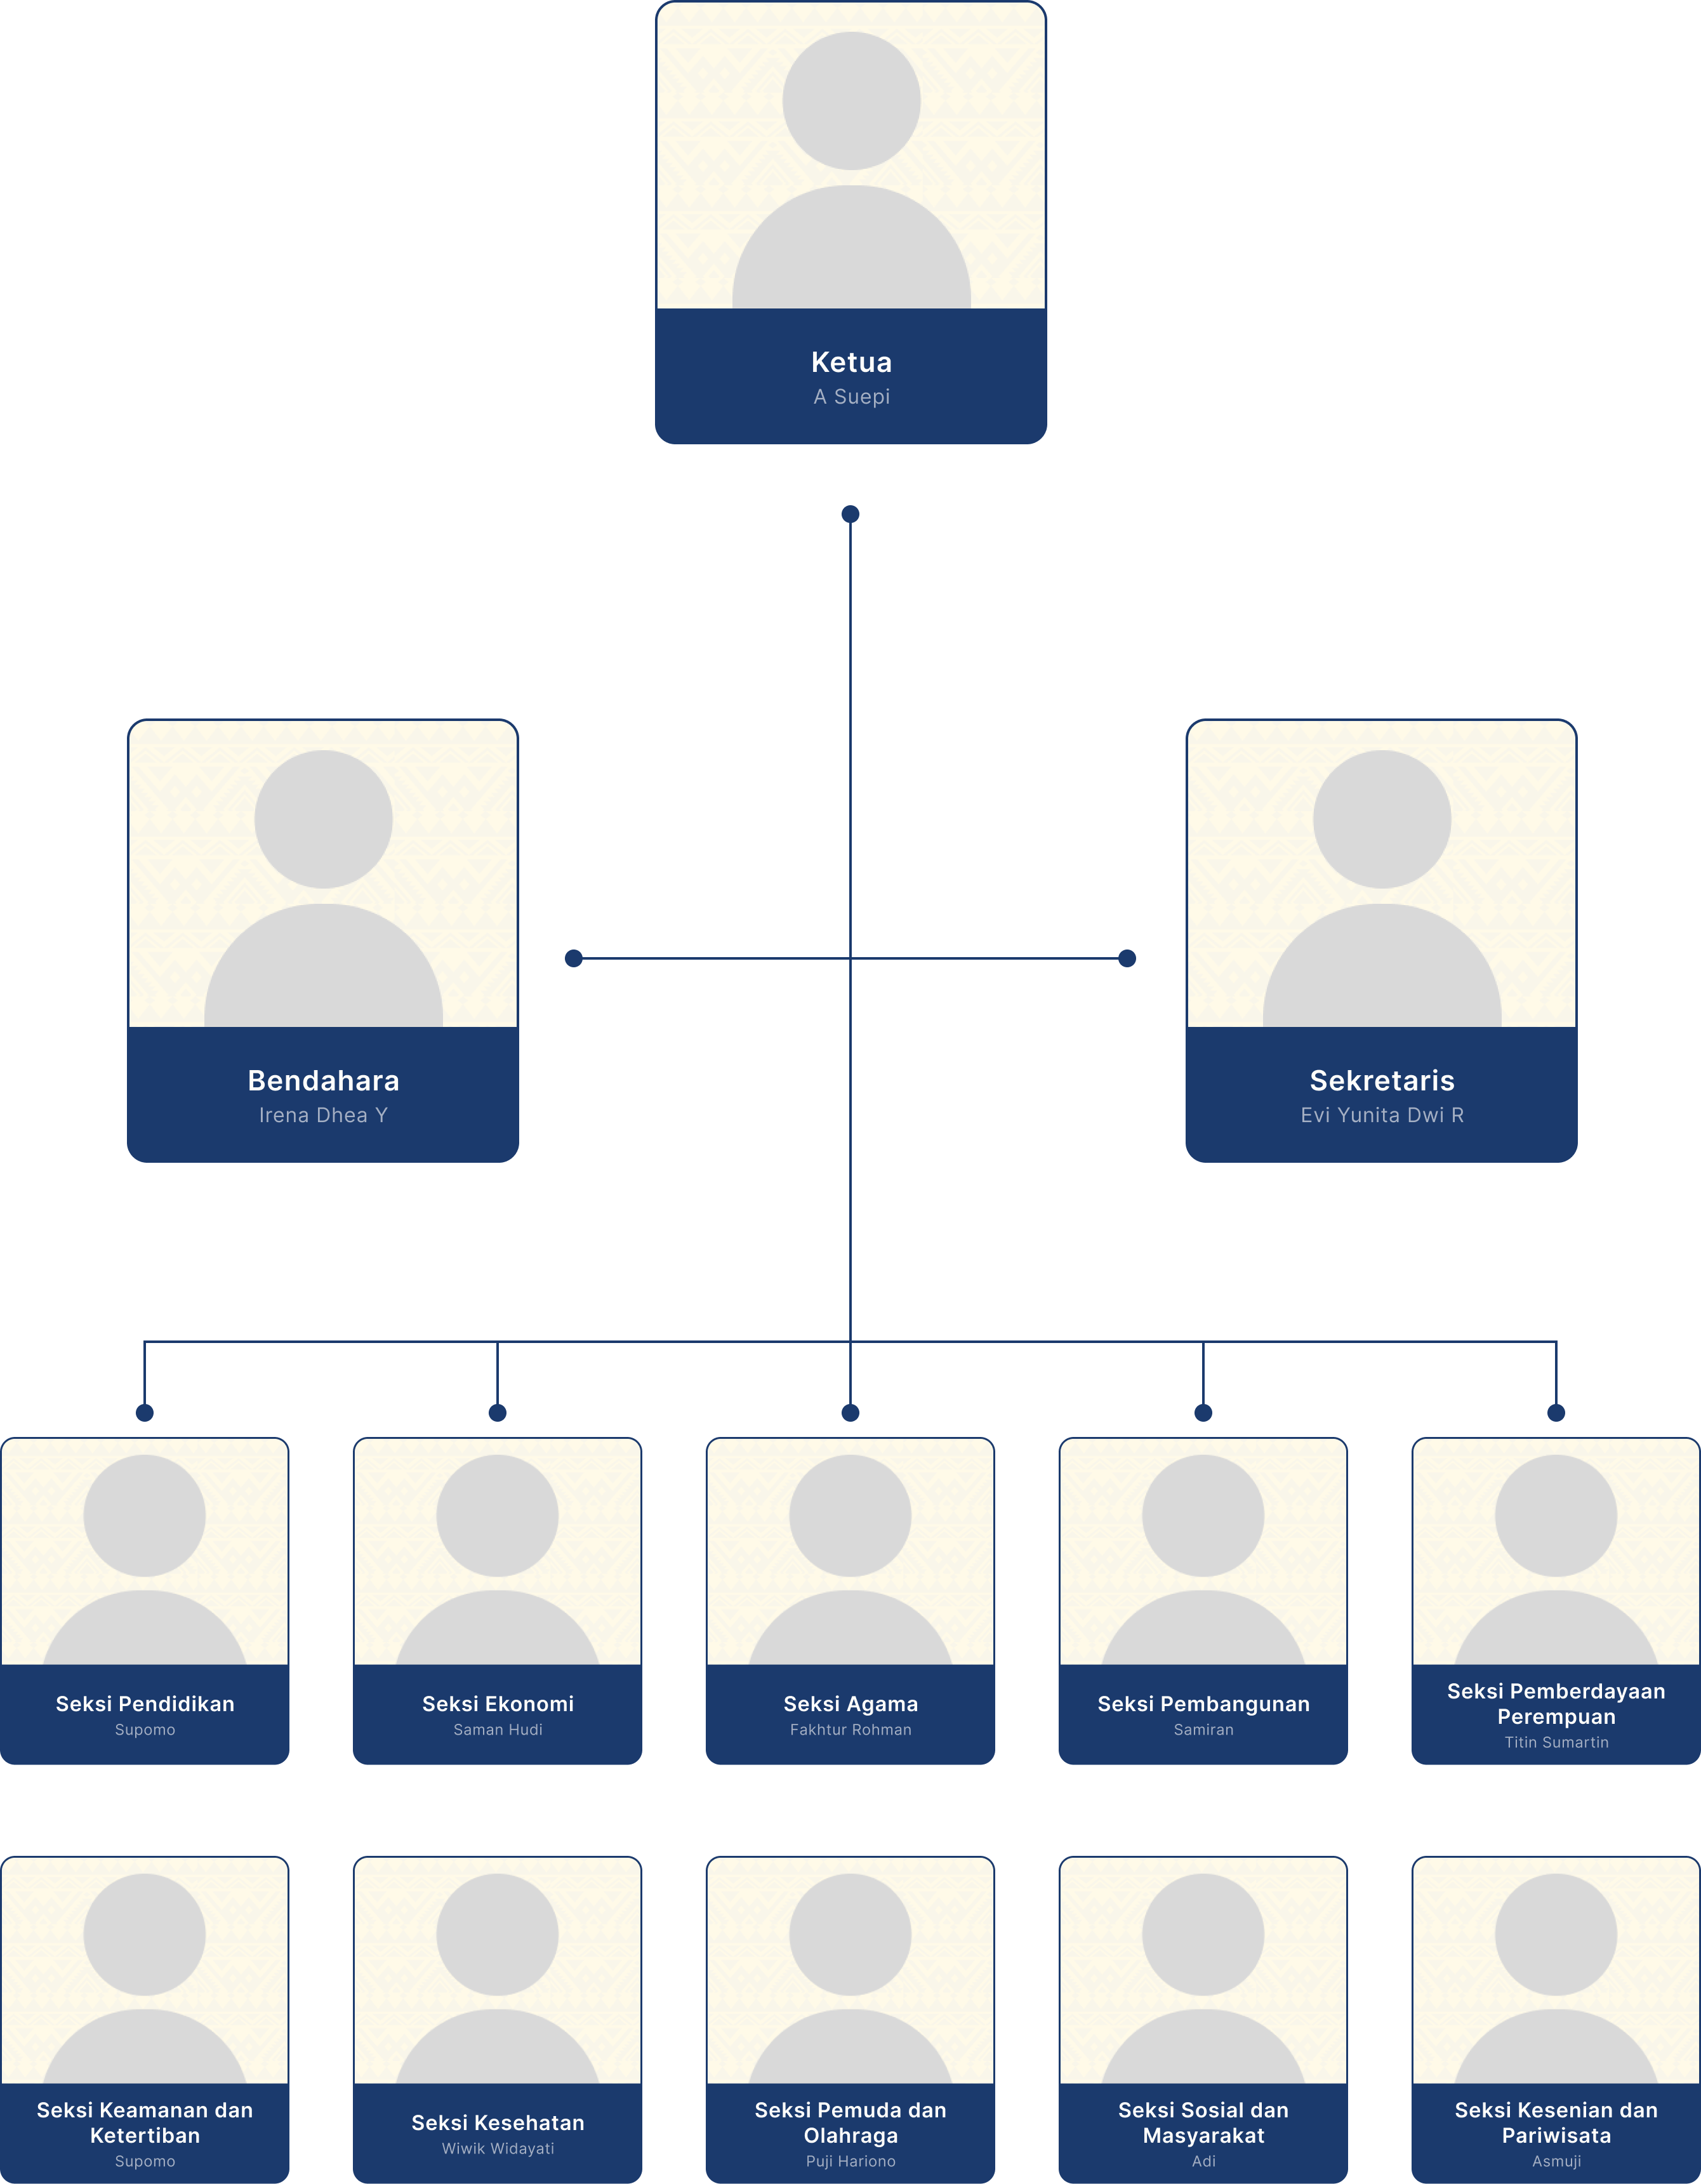 Ketua
A Suepi
Bendahara
Irena Dhea Y
Sekretaris
Evi Yunita Dwi R
Seksi Pendidikan
Supomo
Seksi Ekonomi
Saman Hudi
Seksi Agama
Fakhtur Rohman
Seksi Pembangunan
Samiran
Seksi Pemberdayaan
Perempuan
Titin Sumartin
Seksi Keamanan dan
Ketertiban
Supomo
Seksi Kesehatan
Wiwik Widayati
Seksi Pemuda dan
Olahraga
Puji Hariono
Seksi Sosial dan
Masyarakat
Adi
Seksi Kesenian dan
Pariwisata
Asmuji